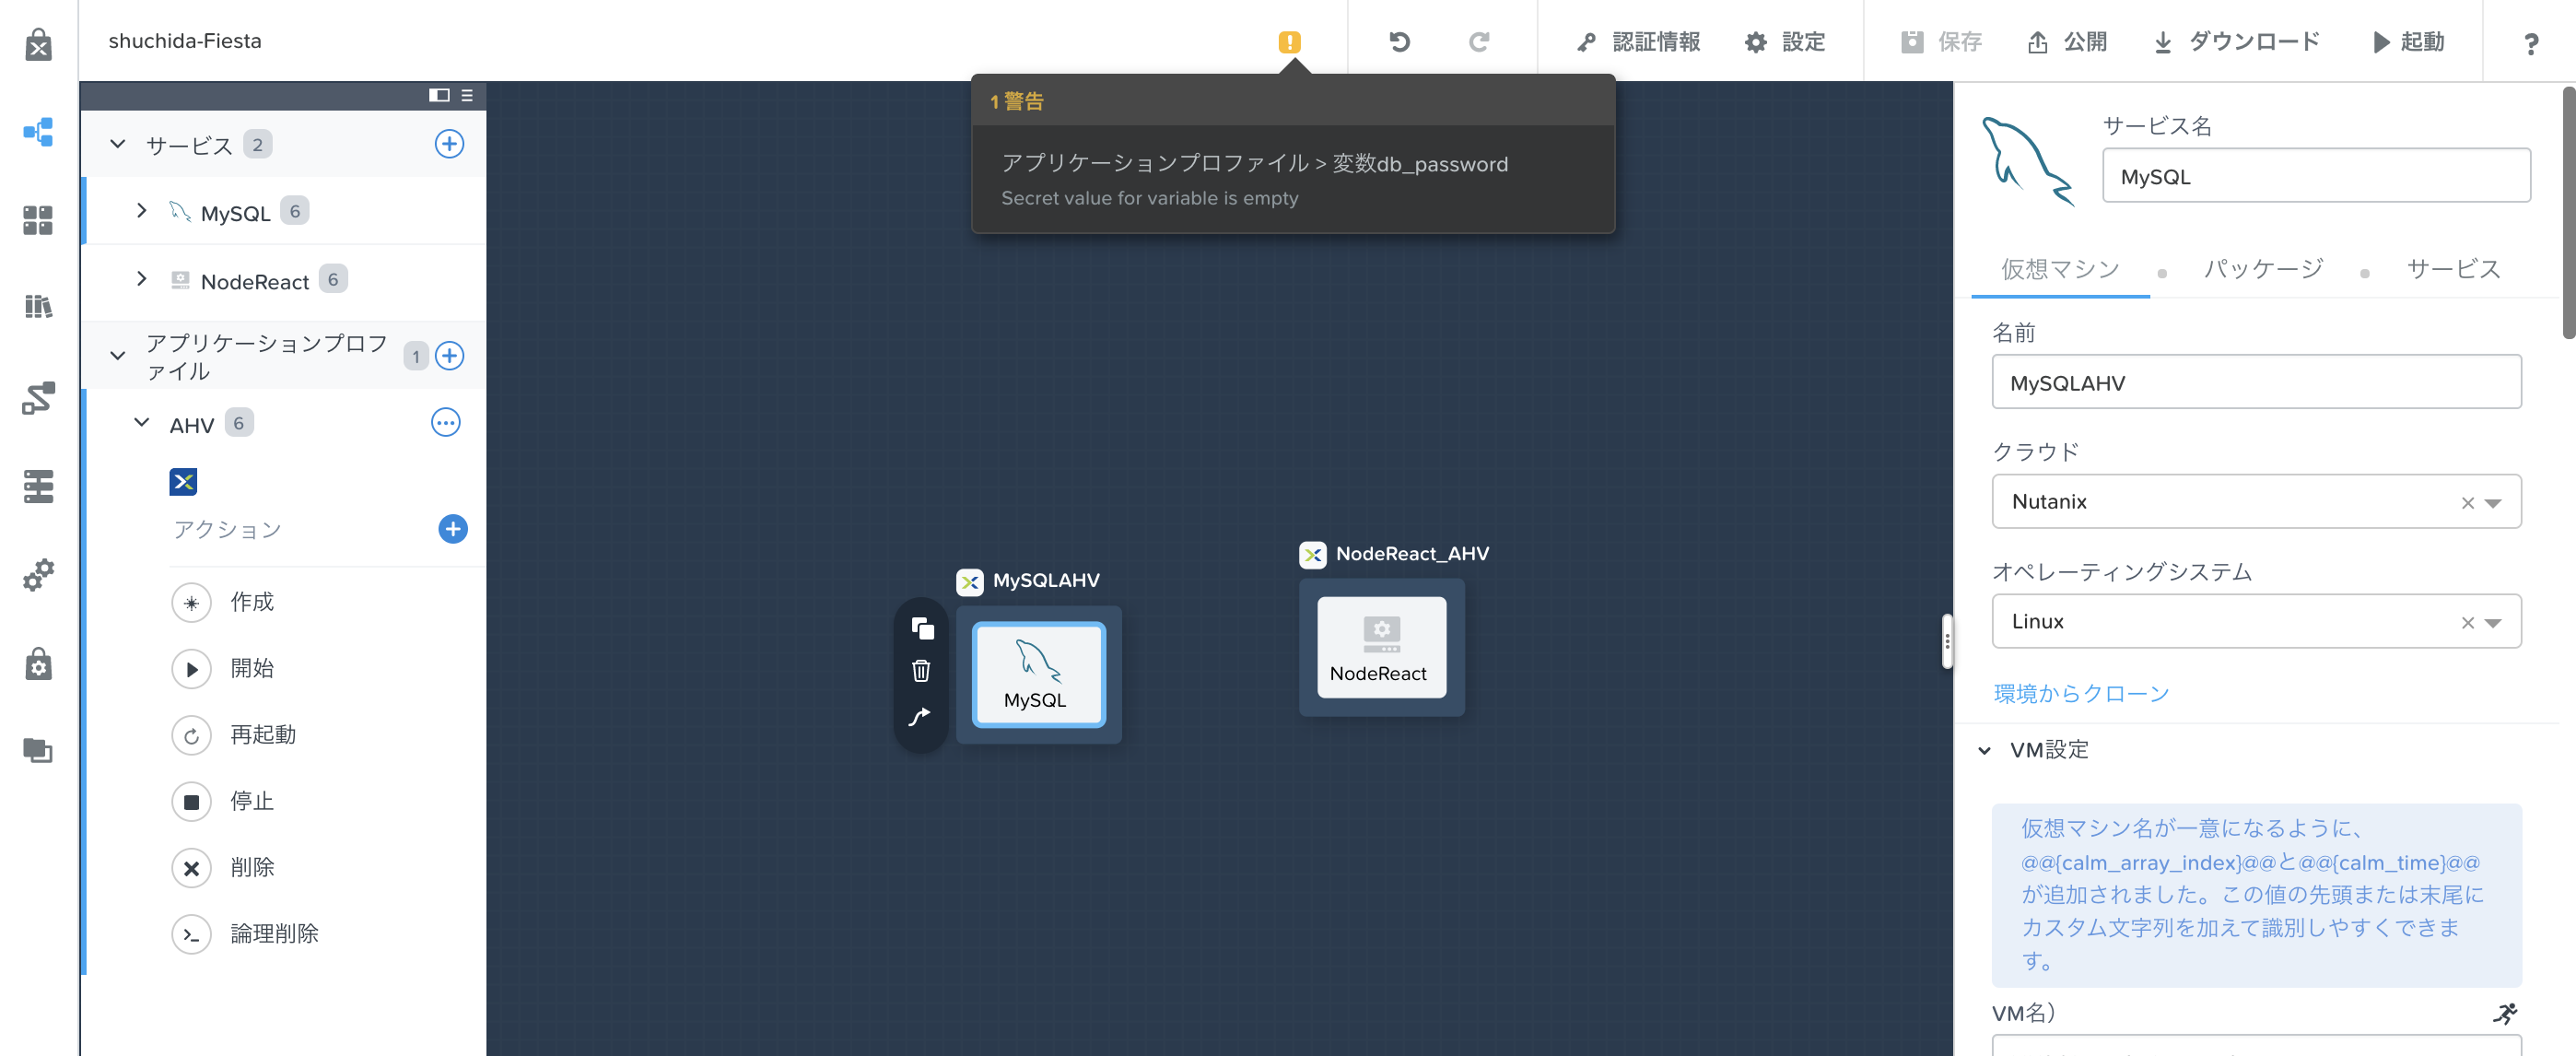 shuchida-Fiesta
認証情報
設定
保存
公開
ダウンロード
起動
?
1 警告
アプリケーションプロファイル > 変数db_password
Secret value for variable is empty
サービス 2
MySQL 6
NodeReact 6
アプリケーションプロフ
ァイル 1
AHV 6
アクション
作成
開始
再起動
停止
削除
論理削除
MySQLAHV
MySQL
NodeReact_AHV
NodeReact
サービス名
MySQL
仮想マシン
パッケージ
サービス
名前
MySQLAHV
クラウド
Nutanix
オペレーティングシステム
Linux
環境からクローン
VM設定
仮想マシン名が一意になるように、
@@{calm_array_index}@@と@@{calm_time}@@
が追加されました。この値の先頭または末尾に
カスタム文字列を加えて識別しやすくできま
す。
VM名）